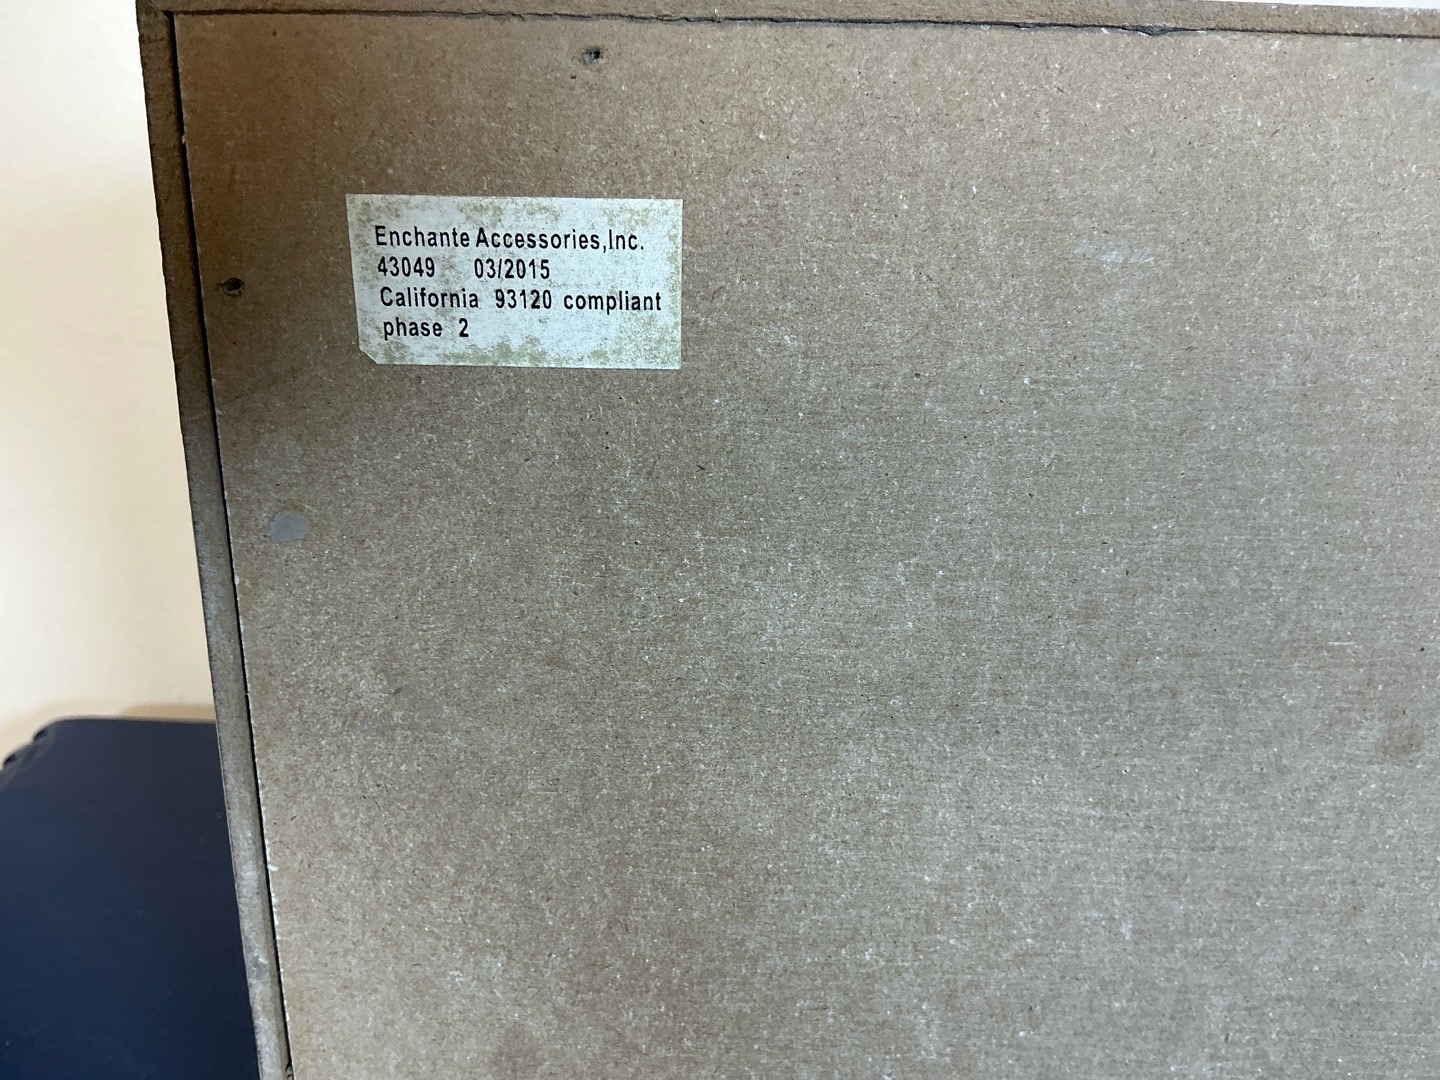 Enchante Accessories,Inc.
43049 03/2015
California 93120 compliant
phase 2